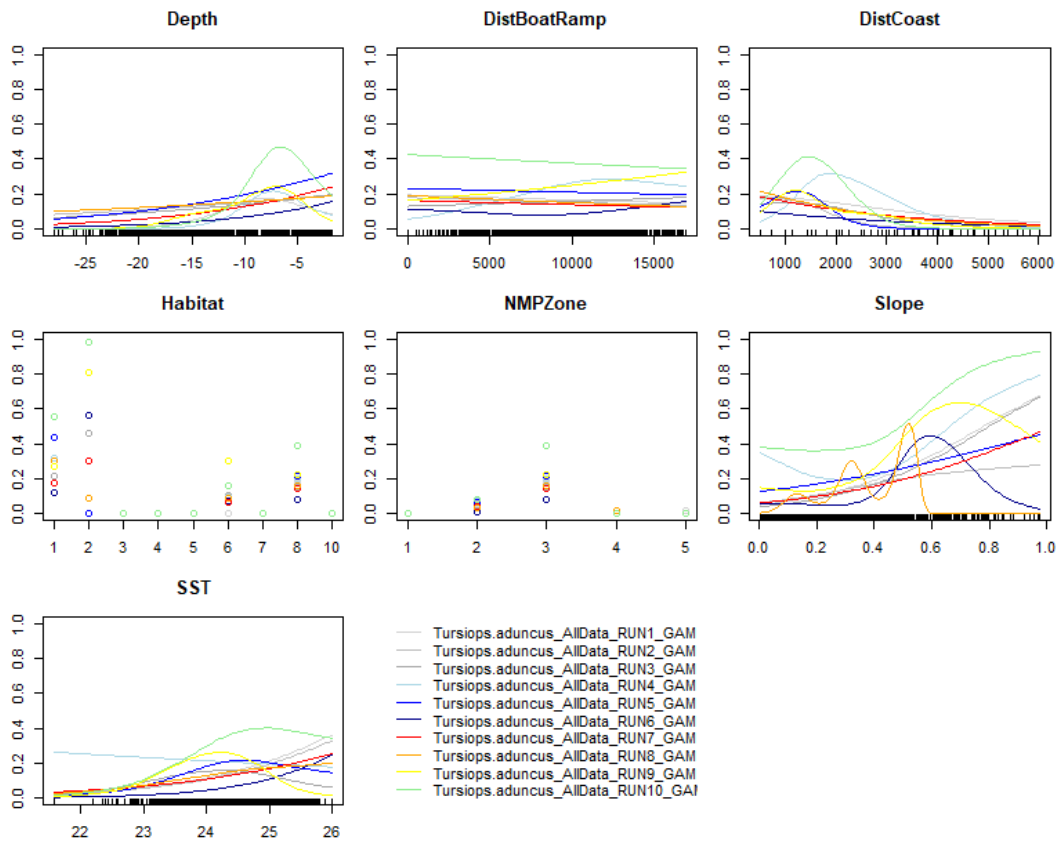 Depth
DistBoatRamp
DistCoast
0.0 0.2 0.4 0.6 0.8 1.0
0.0 0.2 0.4 0.6 0.8 1.0
0.0 0.2 0.4 0.6 0.8 1.0
-25 -20 -15 -10 -5
0 5000 10000 15000
1000 2000 3000 4000 5000 6000
Habitat
NMPZone
Slope
0.0 0.2 0.4 0.6 0.8 1.0
0.0 0.2 0.4 0.6 0.8 1.0
0.0 0.2 0.4 0.6 0.8 1.0
1 2 3 4 5 6 7 8 10
1 2 3 4 5
0.0 0.2 0.4 0.6 0.8 1.0
SST
0.0 0.2 0.4 0.6 0.8 1.0
22 23 24 25 26
Tursiops.aduncus_AllData_RUN1_GAM
Tursiops.aduncus_AllData_RUN2_GAM
Tursiops.aduncus_AllData_RUN3_GAM
Tursiops.aduncus_AllData_RUN4_GAM
Tursiops.aduncus_AllData_RUN5_GAM
Tursiops.aduncus_AllData_RUN6_GAM
Tursiops.aduncus_AllData_RUN7_GAM
Tursiops.aduncus_AllData_RUN8_GAM
Tursiops.aduncus_AllData_RUN9_GAM
Tursiops.aduncus_AllData_RUN10_GA